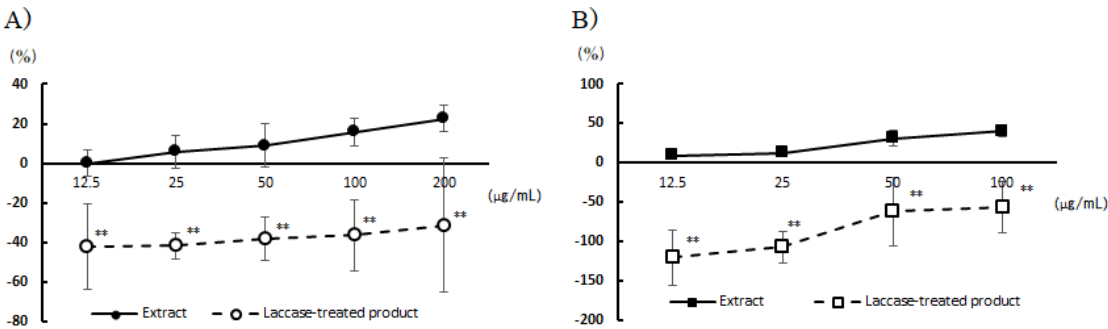 A)
(%)
40
20
0
-20
-40
-60
-80
12.5 25 50 100 200
(μg/mL)
** ** ** ** **
Extract Laccase-treated product
B)
(%)
100
50
0
-50
-100
-150
-200
12.5 25 50 100
(μg/mL)
** ** ** **
Extract Laccase-treated product